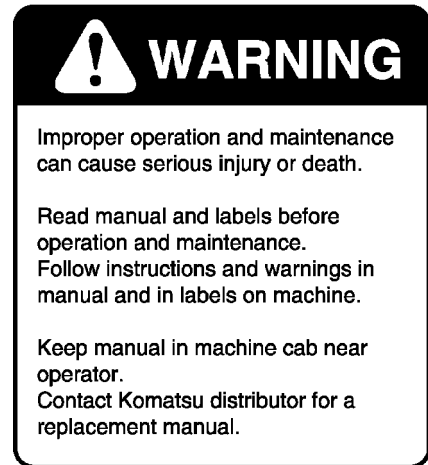 WARNING
Improper operation and maintenance
can cause serious injury or death.
Read manual and labels before
operation and maintenance.
Follow instructions and warnings in
manual and in labels on machine.
Keep manual in machine cab near
operator.
Contact Komatsu distributor for a
replacement manual.